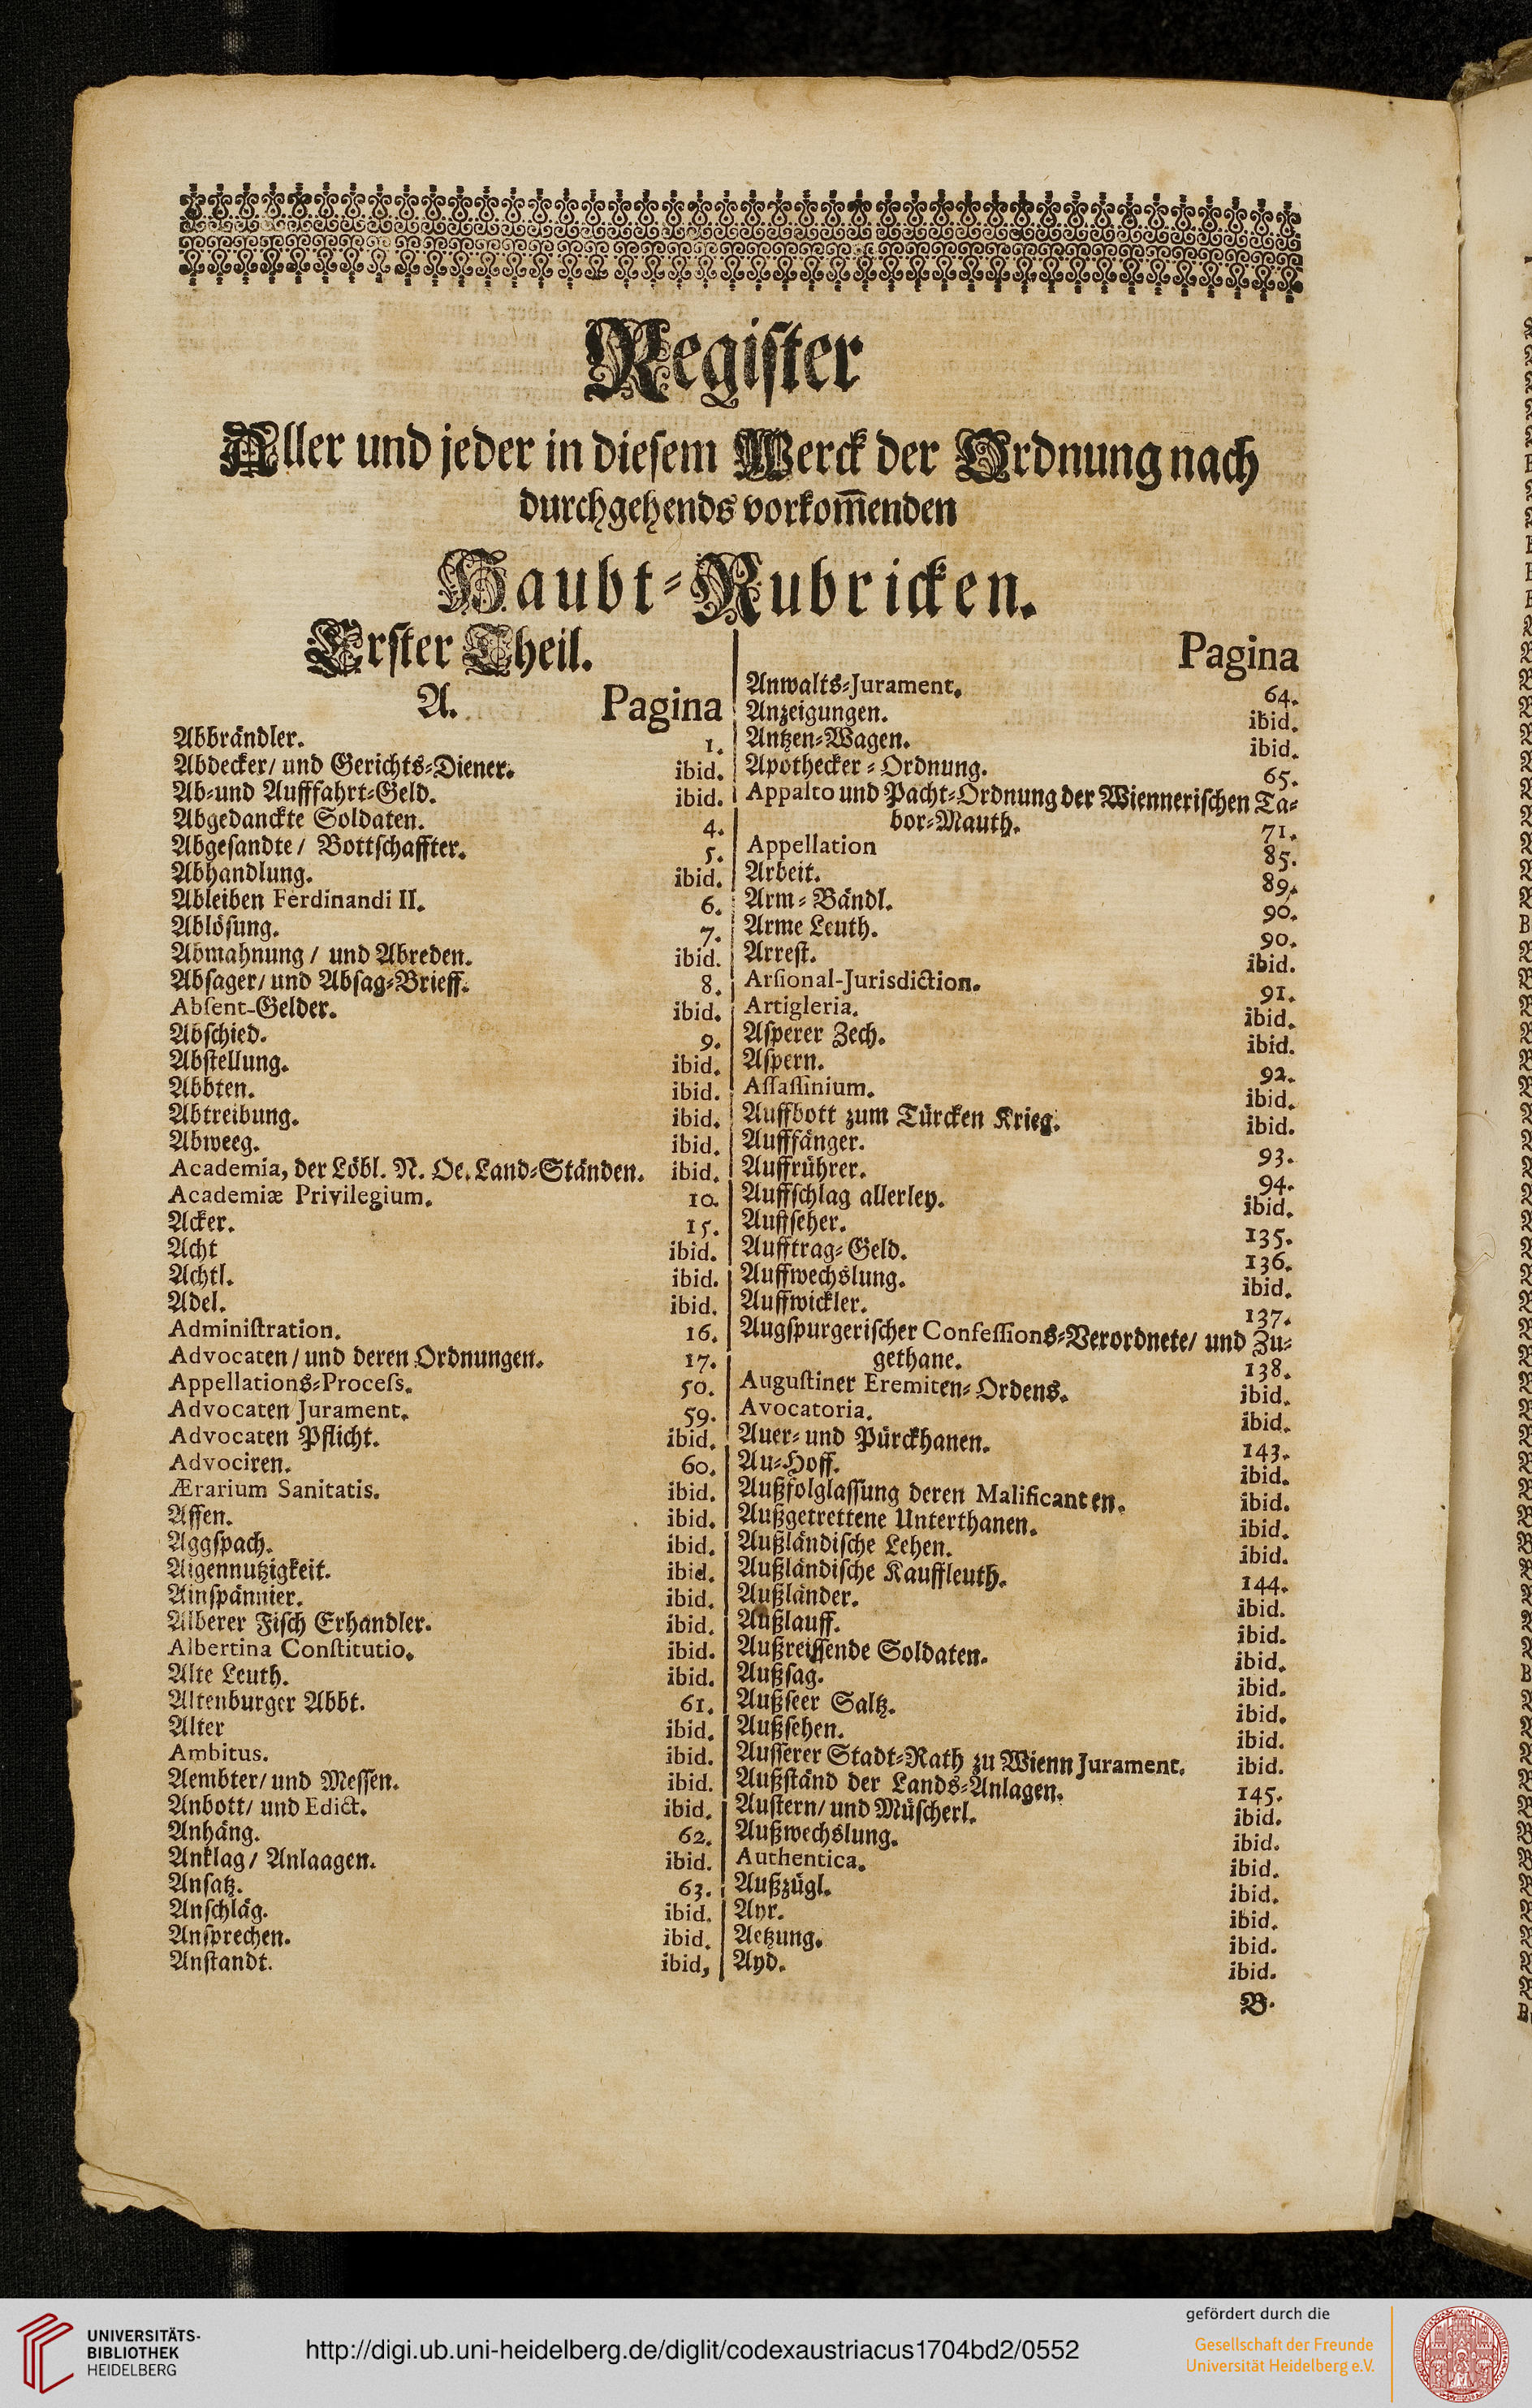 Register
Aller und jeder in diesem Werck der Ordnung nach
durchgehends vorkom̅enden
Haubt-Rubricken.
Erster Theil.
A. Pagina
Abbrändler. 1.
Abdecker/ und Gerichts-Diener. ibid.
Ab-und Aufffahrt-Geld. ibid.
Abgedanckte Soldaten. 4.
Abgesandte/ Bottschaffter. 5.
Abhandlung. ibid.
Ableiben Ferdinandi II. 6.
Ablösung. 7.
Abmahnung/ und Abreden. ibid.
Absager/ und Absag-Brieff. 8.
Absent-Gelder. ibid.
Abschied. 9.
Abstellung. ibid.
Abbten. ibid.
Abtreibung. ibid.
Abweeg. ibid.
Academia, der Löbl. N. Oe. Land-Ständen. ibid.
Academiæ Privilegium. 10.
Acker. 15.
Acht ibid.
Achtl. ibid.
Adel. ibid.
Administration. 16.
Advocaten/ und deren Ordnungen. 17.
Appellations-Process. 50.
Advocaten Jurament. 59.
Advocaten Pflicht. ibid.
Advociren. 60.
Ærarium Sanitatis. ibid.
Affen. ibid.
Aggspach. ibid.
Aigennutzigkeit. ibid.
Ainspännier. ibid.
Alberer Fisch Erhandler. ibid.
Albertina Constitutio. ibid.
Alte Leuth. ibid.
Altenburger Abbt. 61.
Alter ibid.
Ambitus. ibid.
Aembter/ und Messen. ibid.
Anbott/ und Edict. ibid.
Anhäng. 62.
Anklag/ Anlaagen. ibid.
Ansatz. 63.
Anschläg. ibid.
Ansprechen. ibid.
Anstandt. ibid,
Pagina
Anwalts-Jurament. 64.
Anzeigungen. ibid.
Antzen-Wagen. ibid.
Apothecker-Ordnung. 65.
Appalto und Pacht-Ordnung der Wiennerischen Ta-
bor-Mauth. 71.
Appellation 85.
Arbeit. 89.
Arm-Bändl. 90.
Arme Leuth. 90.
Arrest. ibid.
Arsional-Jurisdiction. 91.
Artigleria. ibid.
Asperer Zech. ibid.
Aspern. 92.
Assassinium. ibid.
Auffbott zum Türcken Krieg. ibid.
Aufffänger. 93.
Auffrührer. 94.
Auffschlag allerley. ibid.
Auffseher. 135.
Aufftrag-Geld. 136.
Auffwechslung. ibid.
Auffwickler. 137.
Augspurgerischer Confessions-Verordnete/ und Zu-
gethane. 138.
Augustiner Eremiten-Ordens. ibid.
Avocatoria. ibid.
Auer-und Pürckhanen. 143.
Au-Hoff. ibid.
Außfolglassung deren Malificanten. ibid.
Außgetrettene Unterthanen. ibid.
Außländische Lehen. ibid.
Außländische Kauffleuth. 144.
Außländer. ibid.
Außlauff. ibid.
Außreissende Soldaten. ibid.
Außsag. ibid.
Außseer Saltz. ibid.
Außsehen. ibid.
Ausserer Stadt-Rath zu Wienn Jurament. ibid.
Außständ der Lands-Anlagen. 145.
Austern/ und Müscherl. ibid.
Außwechslung. ibid.
Authentica. ibid.
Außzügl. ibid.
Ayr. ibid.
Aetzung. ibid.
Ayd. ibid.
B.
UNIVERSITÄTS-
BIBLIOTHEK
HEIDELBERG
http://digi.ub.uni-heidelberg.de/diglit/codexaustriacus1704bd2/0552
gefördert durch die
Gesellschaft der Freunde
Universität Heidelberg e.V.